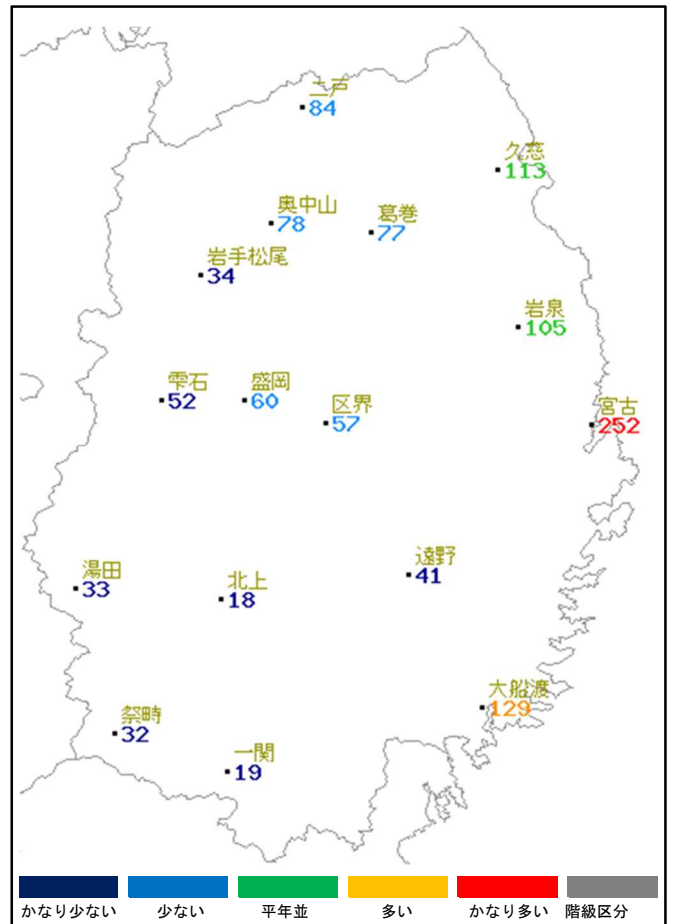 二戸
84
久慈
113
奥中山
78
葛巻
77
岩手松尾
34
岩泉
105
雫石
52
盛岡
60
区界
57
宮古
252
湯田
33
北上
18
遠野
41
大船渡
129
祭畤
32
一関
19
かなり少ない 少ない 平年並 多い かなり多い 階級区分